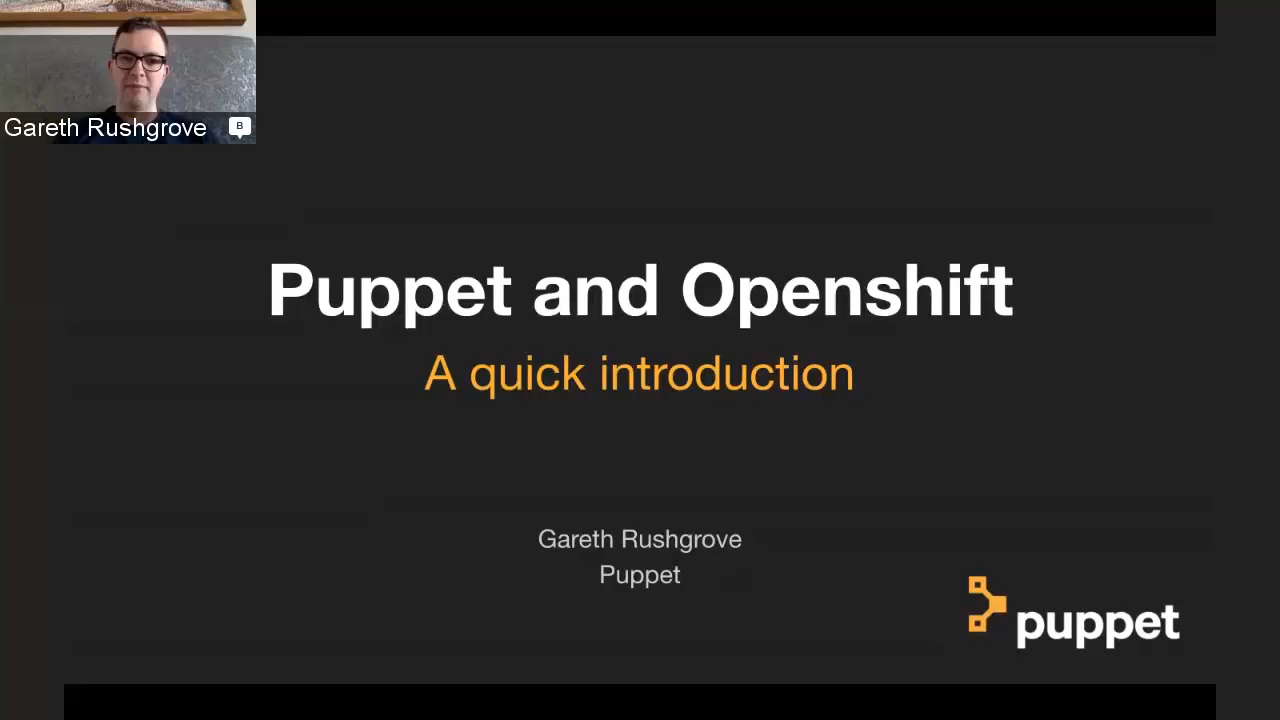 Gareth Rushgrove
B
Puppet and Openshift
A quick introduction
Gareth Rushgrove
Puppet
puppet